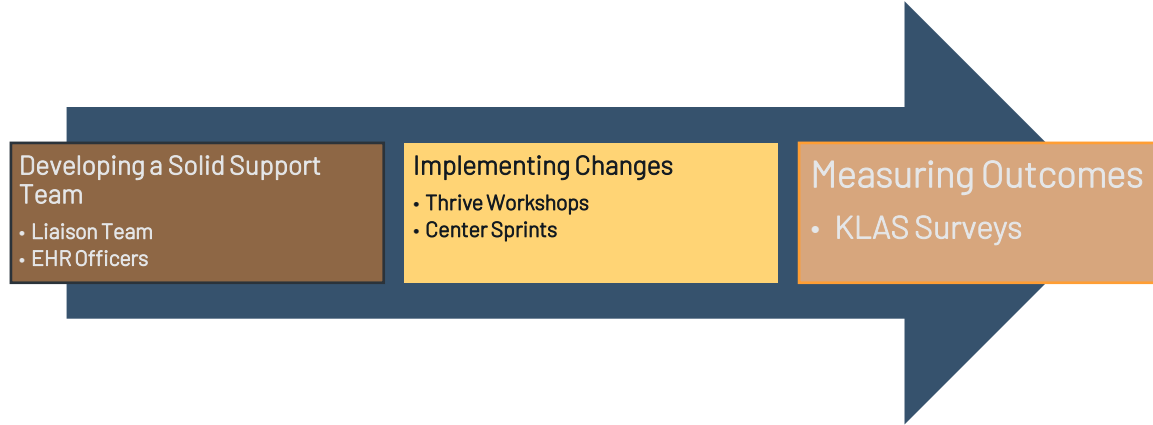 Developing a Solid Support
Team
• Liaison Team
• EHR Officers
Implementing Changes
• Thrive Workshops
• Center Sprints
Measuring Outcomes
• KLAS Surveys